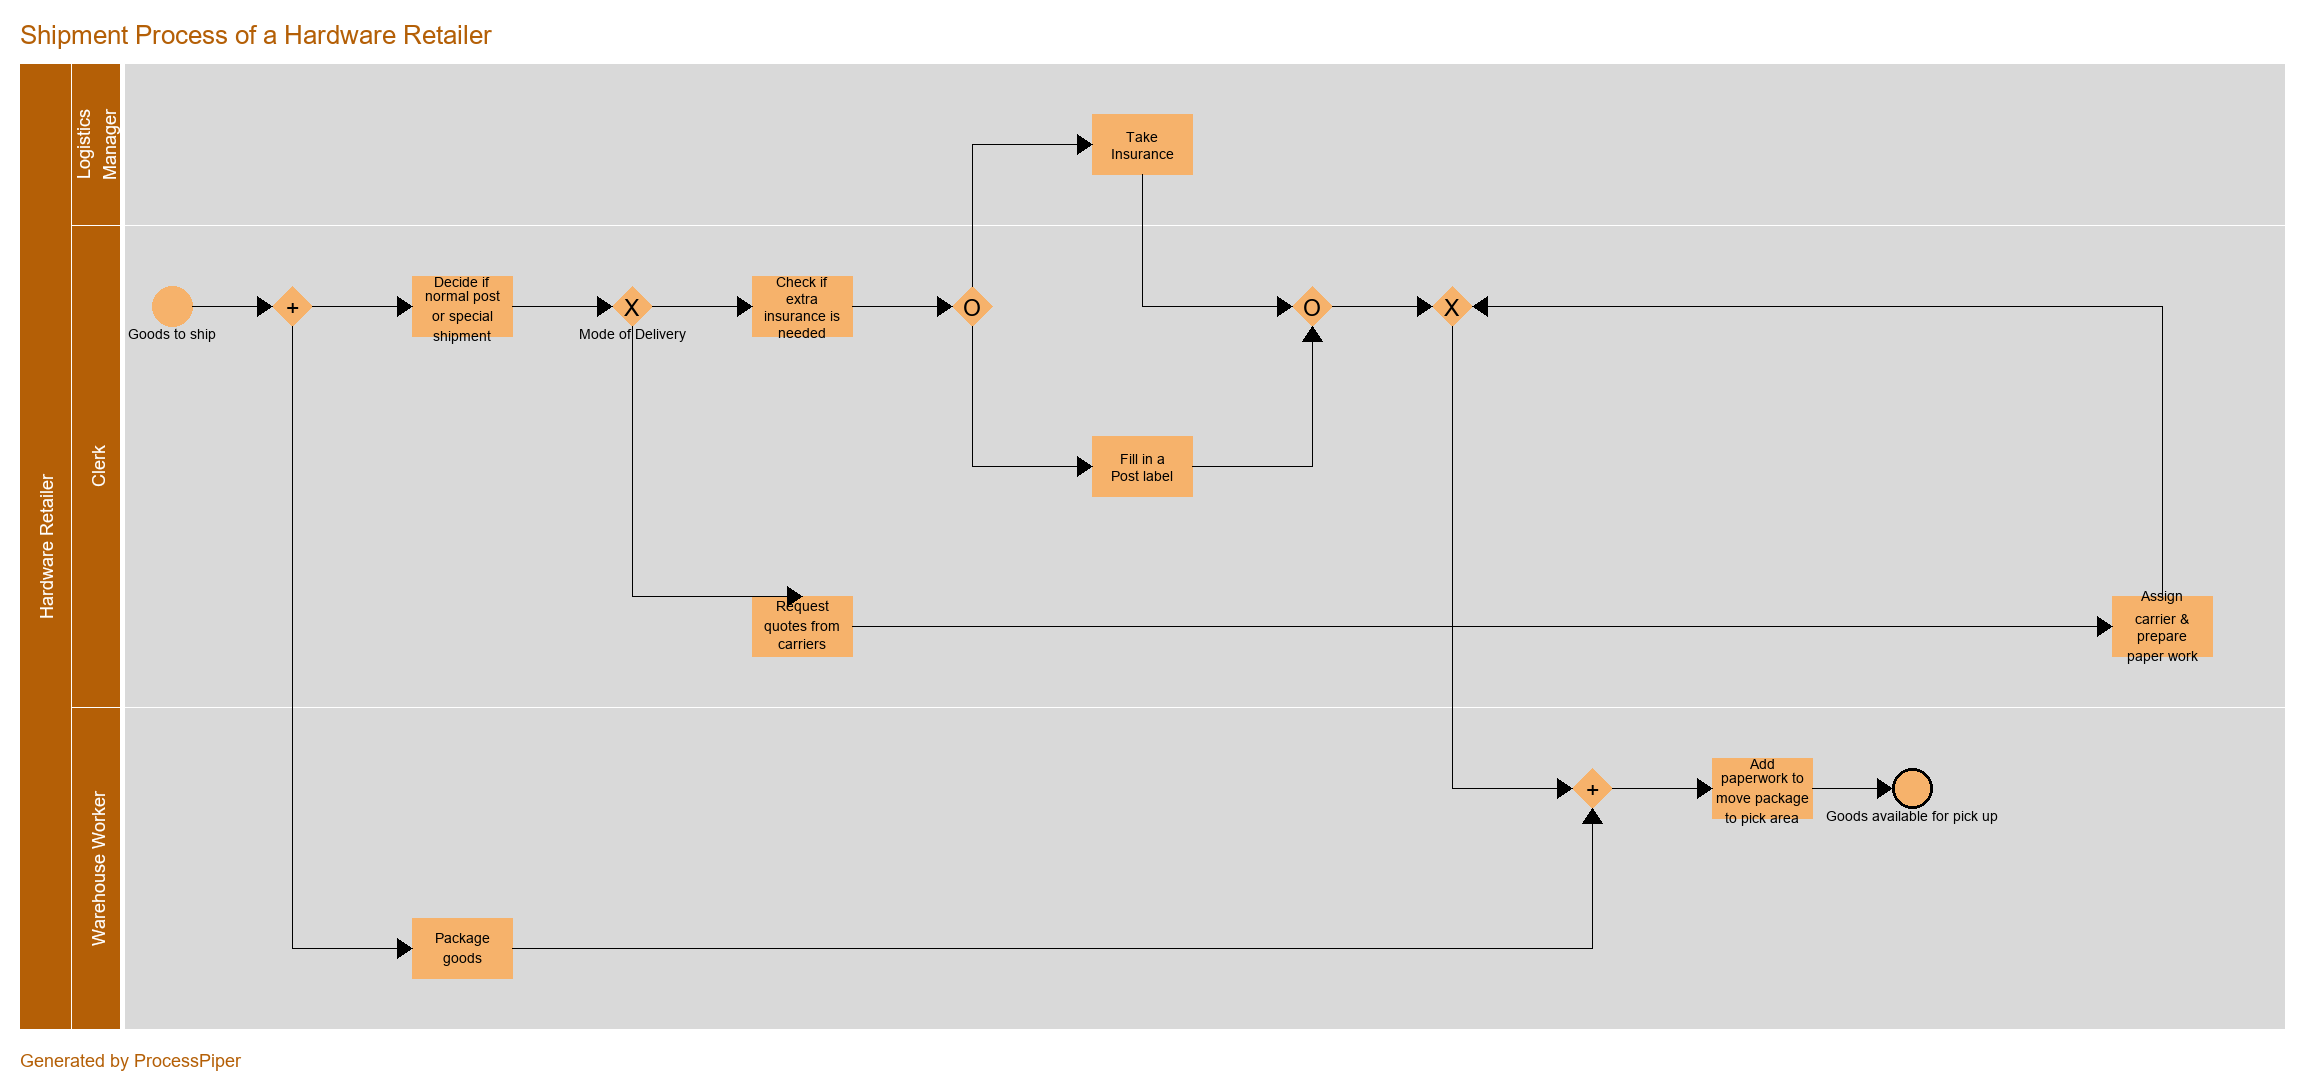 Shipment Process of a Hardware Retailer
Hardware Retailer
Logistics
Manager
Take
Insurance
Clerk
Goods to ship
+
Decide if
normal post
or special
shipment
X
Mode of Delivery
Check if
extra
insurance is
needed
O
Fill in a
Post label
O
X
Request
quotes from
carriers
Assign
carrier &
prepare
paper work
Warehouse Worker
Package
goods
+
Add
paperwork to
move package
to pick area
Goods available for pick up
Generated by ProcessPiper